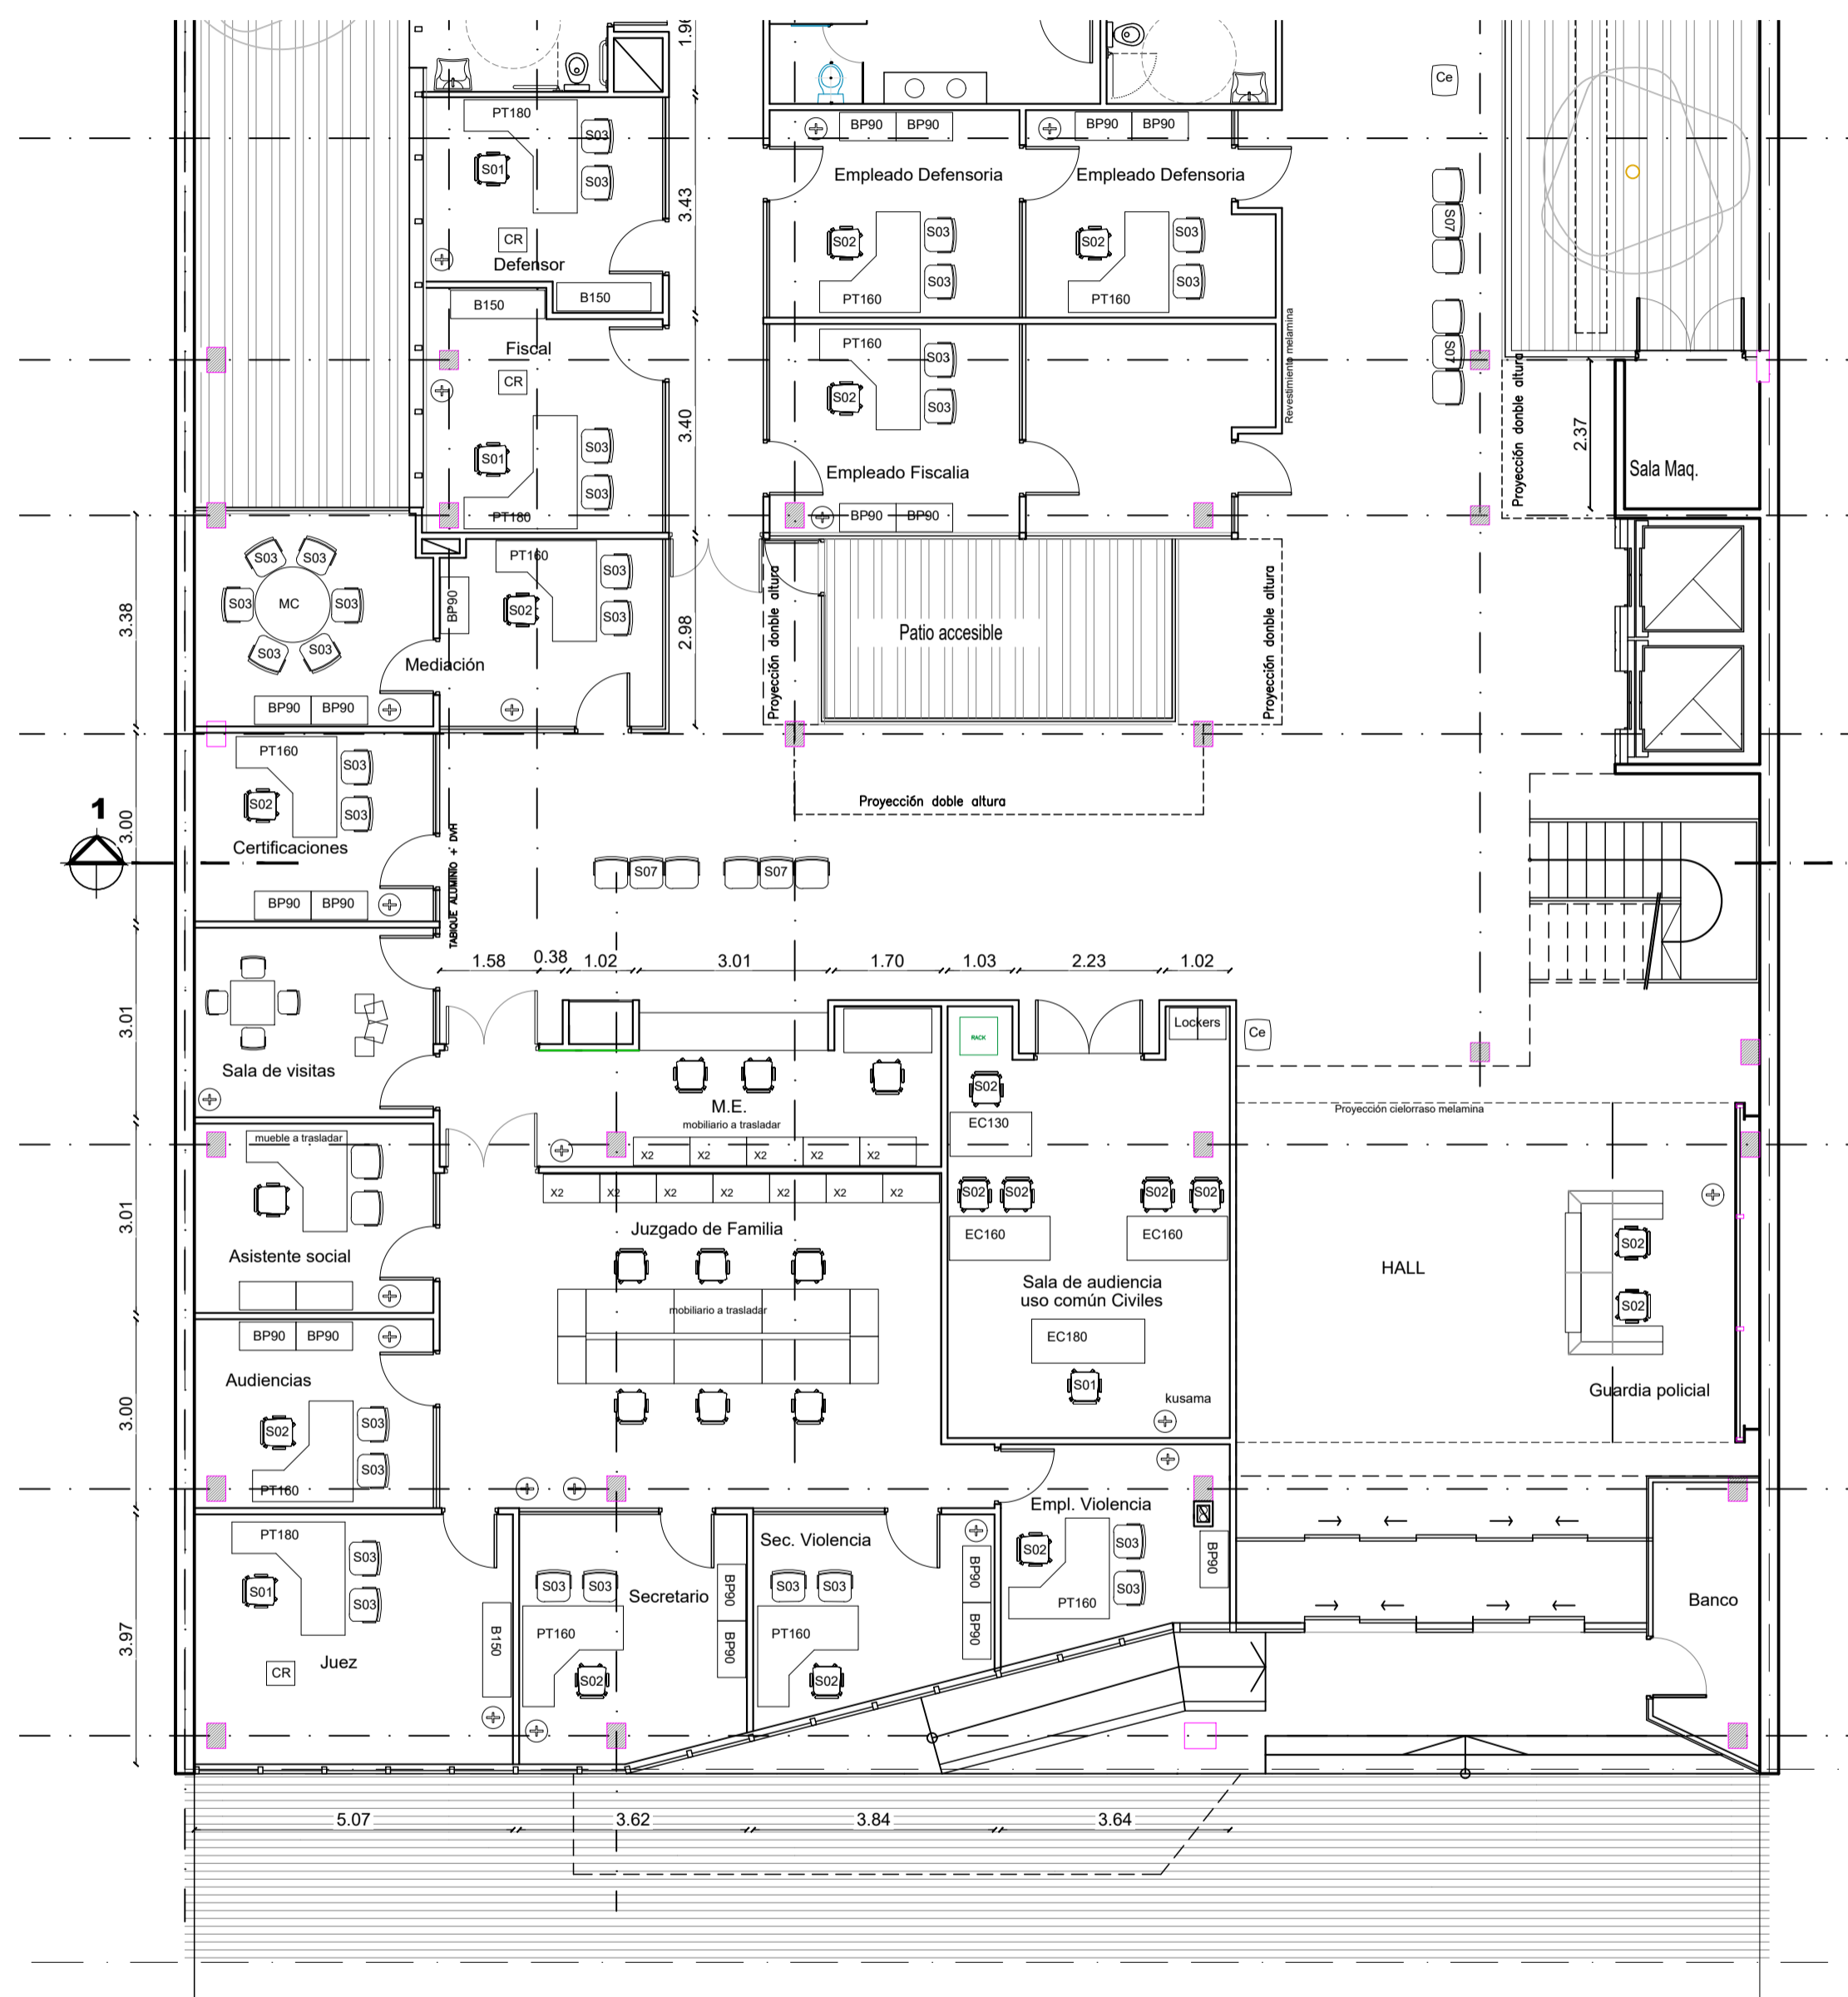 1.96
Ce
PT180
S03
S01
S03
3.43
CR
Defensor
B150
B150
BP90 BP90
BP90 BP90
Empleado Defensoria
Empleado Defensoria
S02
S03
S03
PT160
S02
S03
S03
PT160
S07
S07
Fiscal
CR
3.40
S01
S03
S03
PT180
PT160
S03
S02
S03
Empleado Fiscalia
BP90 BP90
Revestimiento melamina
Proyección donble altura
2.37
Sala Maq.
3.38
S03
S03
S03
MC
S03
S03
S03
BP90 BP90
BP90
PT160
S03
S02
S03
Mediación
2.98
Proyección donble altura
Patio accesible
Proyección donble altura
Proyección doble altura
1
3.00
PT160
S03
S02
S03
Certificaciones
BP90 BP90
TABIQUE ALUMINIO + DVH
S07
S07
1.58
0.38
1.02
3.01
1.70
1.03
2.23
1.02
3.01
Sala de visitas
M.E.
mobiliario a trasladar
X2 X2 X2 X2 X2
RACK
Lockers
Ce
S02
EC130
Proyección cielorraso melamina
3.01
mueble a trasladar
Asistente social
X2 X2 X2 X2 X2 X2 X2
Juzgado de Familia
mobiliario a trasladar
S02 S02
S02 S02
EC160
EC160
Sala de audiencia
uso común Civiles
EC180
S01
kusama
HALL
S02
S02
Guardia policial
3.00
BP90 BP90
Audiencias
S02
S03
S03
PT160
3.97
PT180
S03
S01
S03
CR
Juez
B150
S03 S03
Secretario
PT160
S02
BP90
BP90
Sec. Violencia
S03 S03
PT160
S02
BP90
BP90
Empl. Violencia
S02
S03
S03
PT160
BP90
Banco
5.07
3.62
3.84
3.64